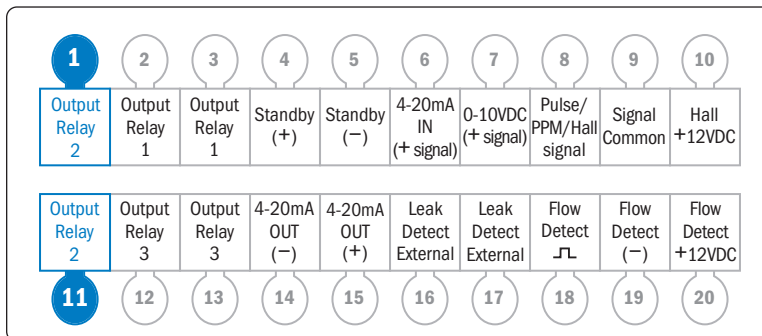 1 2 3 4 5 6 7 8 9 10
Output Relay 2
Output Relay 1
Output Relay 1
Standby (+)
Standby (−)
4-20mA IN (+ signal)
0-10VDC (+ signal)
Pulse/ PPM/Hall signal
Signal Common
Hall +12VDC
Output Relay 2
Output Relay 3
Output Relay 3
4-20mA OUT (−)
4-20mA OUT (+)
Leak Detect External
Leak Detect External
Flow Detect
Flow Detect (−)
Flow Detect +12VDC
11 12 13 14 15 16 17 18 19 20